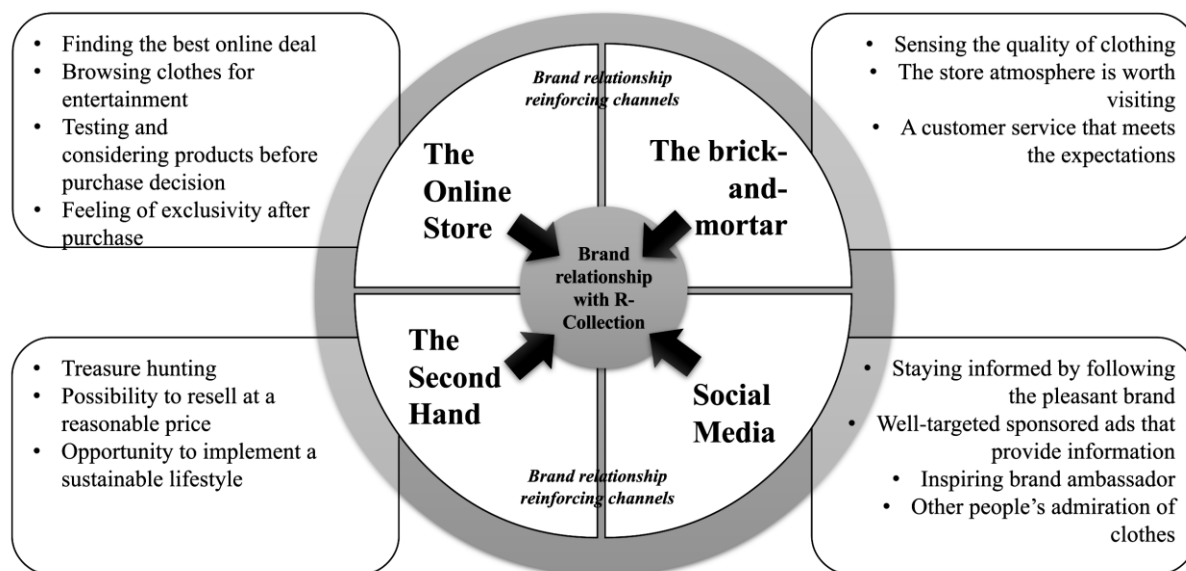 • Finding the best online deal
• Browsing clothes for
entertainment
• Testing and
considering products before
purchase decision
• Feeling of exclusivity after
purchase
Brand relationship
reinforcing channels
• Sensing the quality of clothing
• The store atmosphere is worth
visiting
• A customer service that meets
the expectations
The
Online
Store
The brick-
and-
mortar
Brand
relationship
with R-
Collection
The
Second
Hand
Social
Media
• Treasure hunting
• Possibility to resell at a
reasonable price
• Opportunity to implement a
sustainable lifestyle
Brand relationship
reinforcing channels
• Staying informed by following
the pleasant brand
• Well-targeted sponsored ads that
provide information
• Inspiring brand ambassador
• Other people’s admiration of
clothes